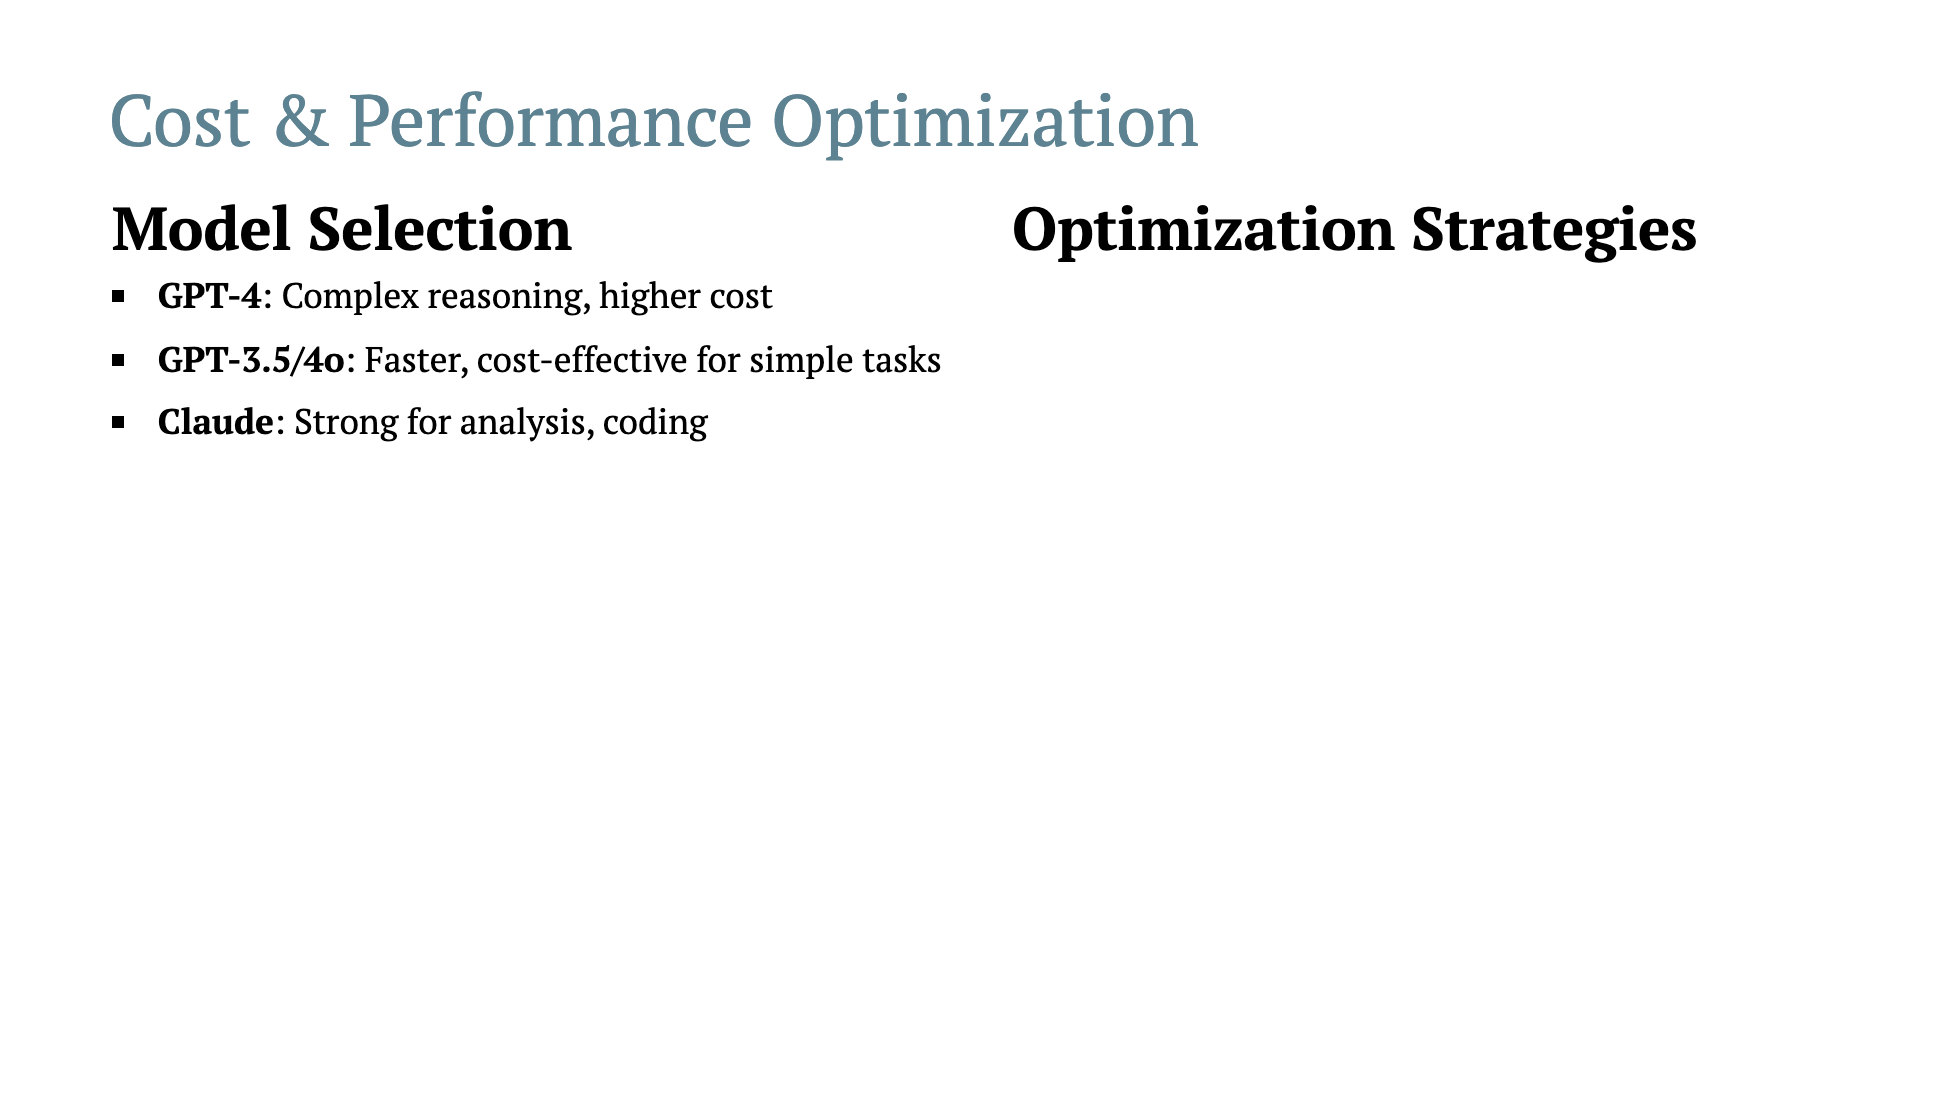 Cost & Performance Optimization
Model Selection
GPT-4: Complex reasoning, higher cost
GPT-3.5/4o: Faster, cost-effective for simple tasks
Claude: Strong for analysis, coding
Optimization Strategies